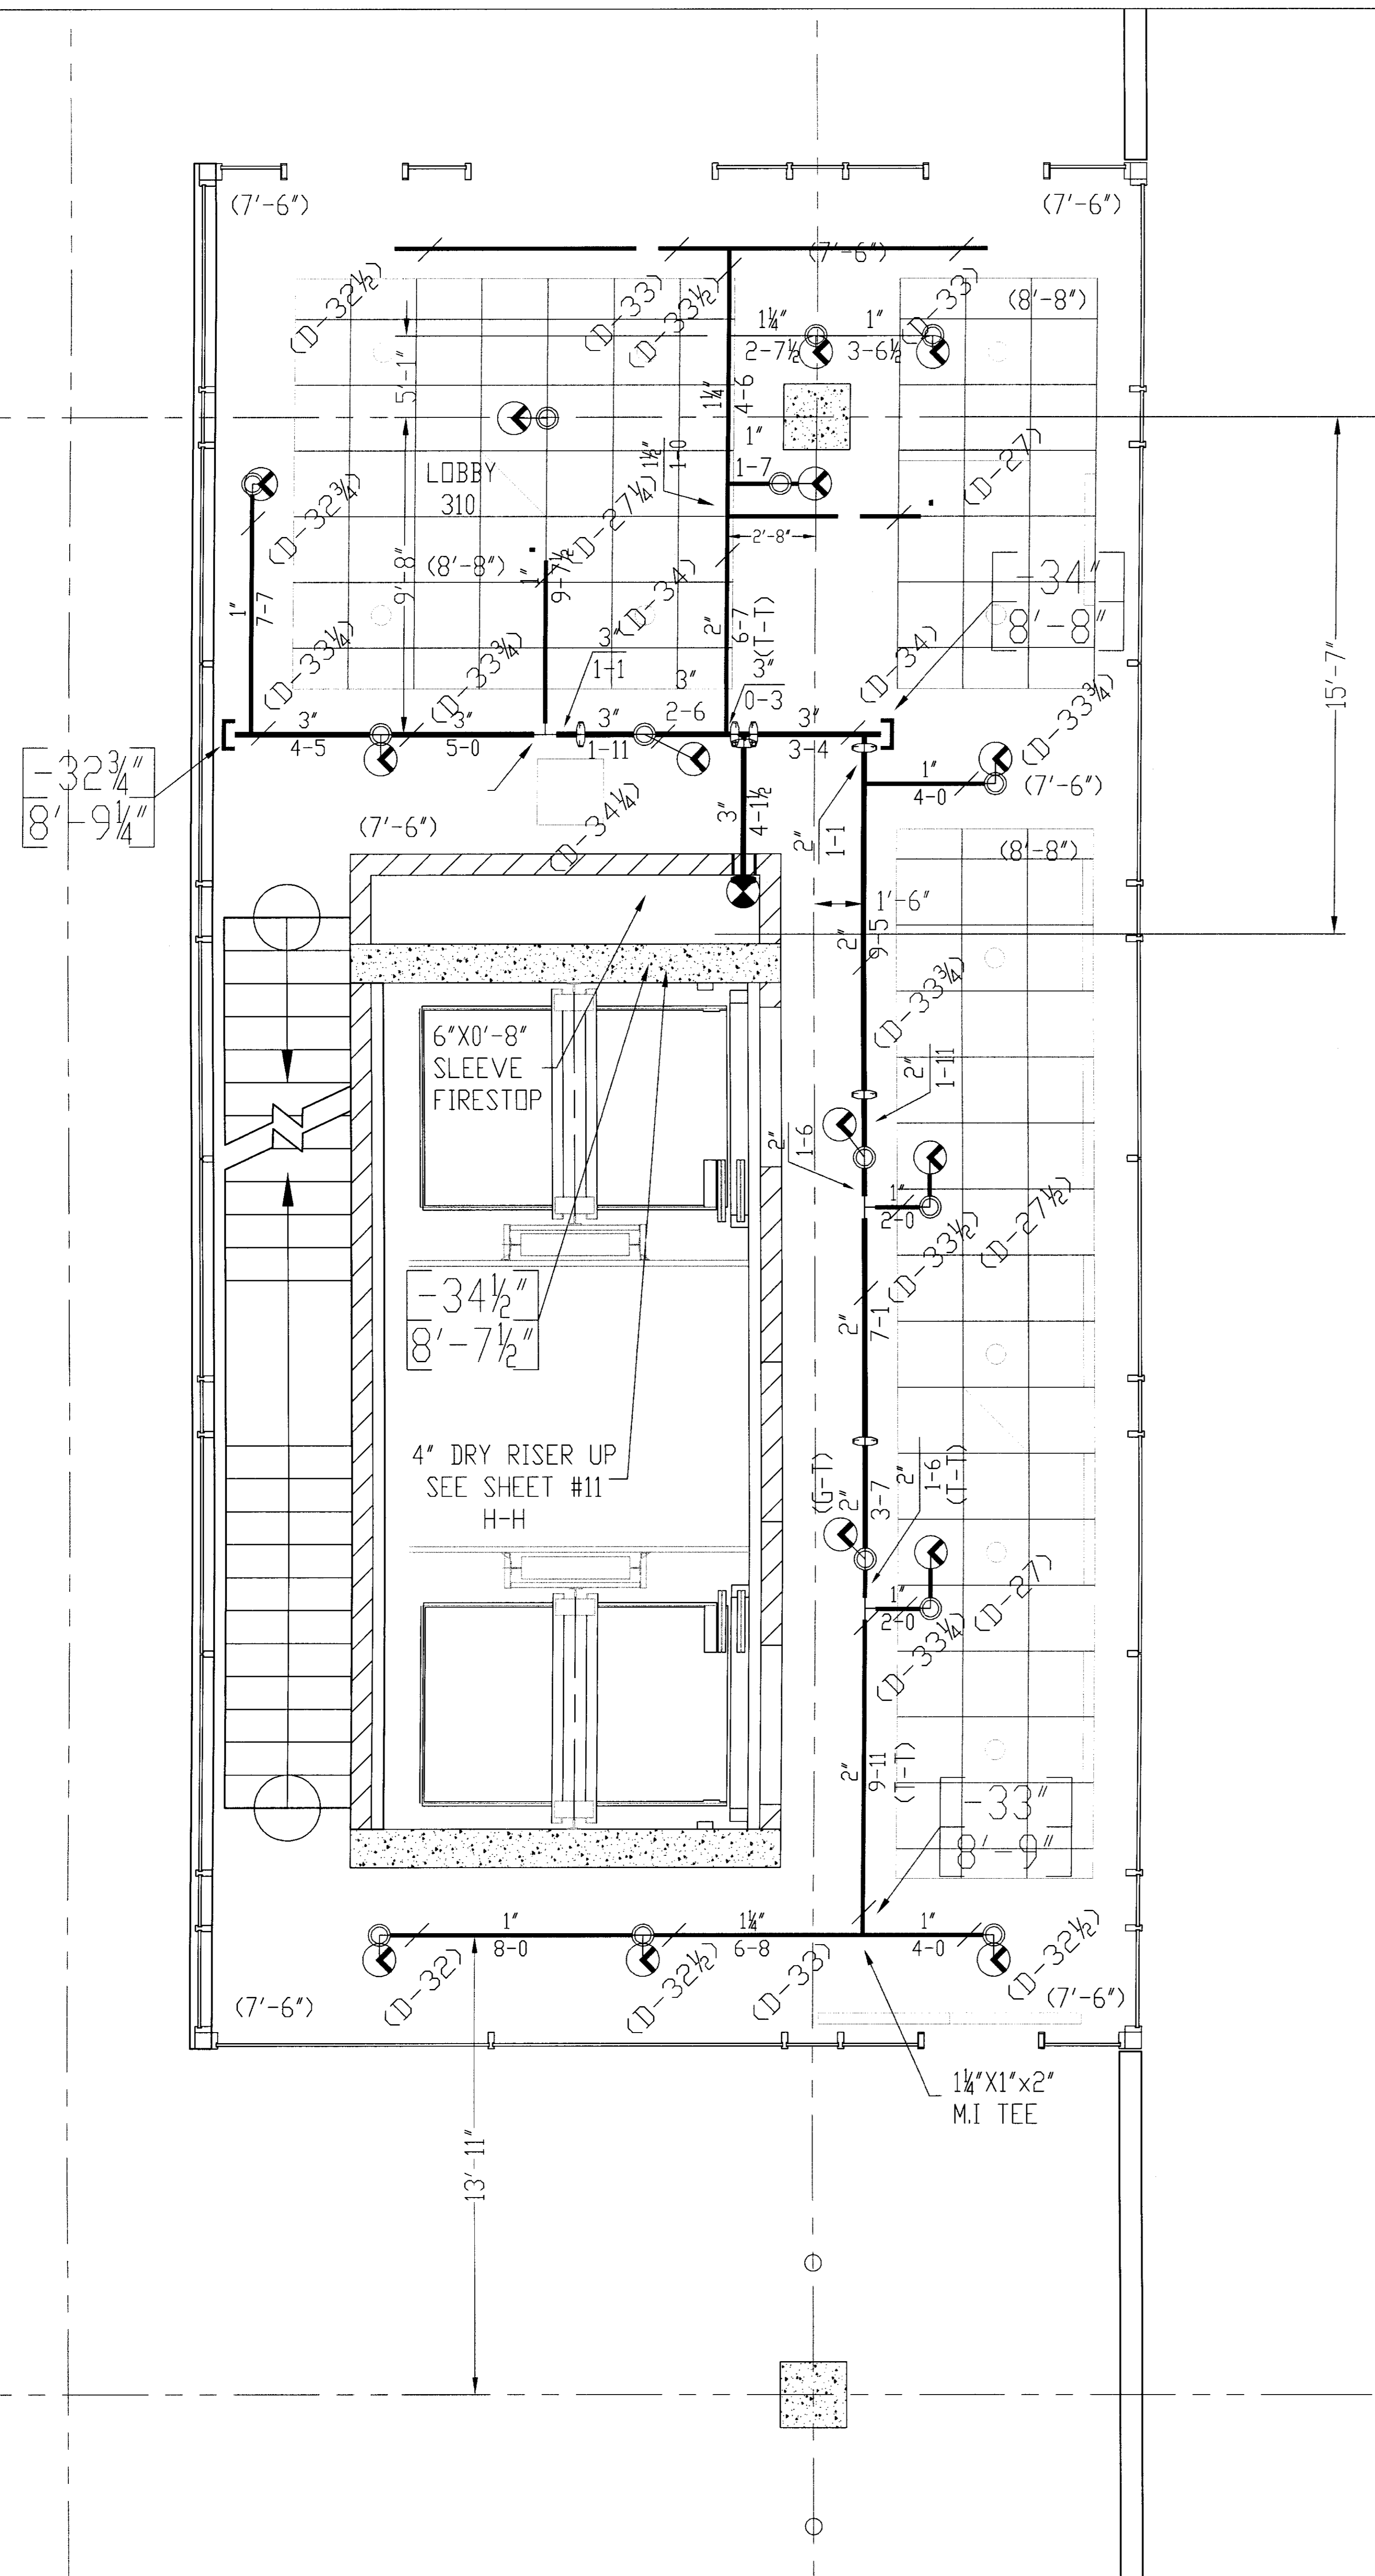 (7'-6")
(7'-6")
(7'-6")
(D-32½)
(D-33)
(D-33½)
(D-33)
(8'-8")
1¼"
2-7½
1"
3-6½
5'-1"
1¼"
4-6
1"
1-7
1½"
1-0
LOBBY
310
(D-27)
(D-32¾)
(D-27¼)
(8'-8")
9'-8"
2'-8"
1"
9-7½
1"
7-7
(D-34)
2"
6-7
(T-T)
-34"
8'-8"
(D-33¼)
(D-33¾)
3"
1-1
3"
0-3
(D-34)
15'-7"
3"
4-5
3"
5-0
3"
1-11
3"
2-6
3"
3-4
(D-33¾)
-32¾"
8'-9¼"
1"
4-0
(7'-6")
3"
4-1½
2"
1-1
(7'-6")
(D-34¼)
(8'-8")
1'-6"
2"
9-5
(D-33¾)
6"X0'-8"
SLEEVE
FIRESTOP
2"
1-11
2"
1-6
1"
2-0
(D-33½)
(D-27½)
-34½"
8'-7½"
2"
7-1
4" DRY RISER UP
SEE SHEET #11
H-H
(G-T)
2"
3-7
2"
1-6
(T-T)
1"
2-0
(D-33¼)
(D-27)
2"
9-11
(T-T)
-33"
8'-9"
1"
8-0
1¼"
6-8
1"
4-0
(D-32)
(D-32½)
(D-33)
(D-32½)
(7'-6")
(7'-6")
1¼"X1"x2"
M.I TEE
13'-11"